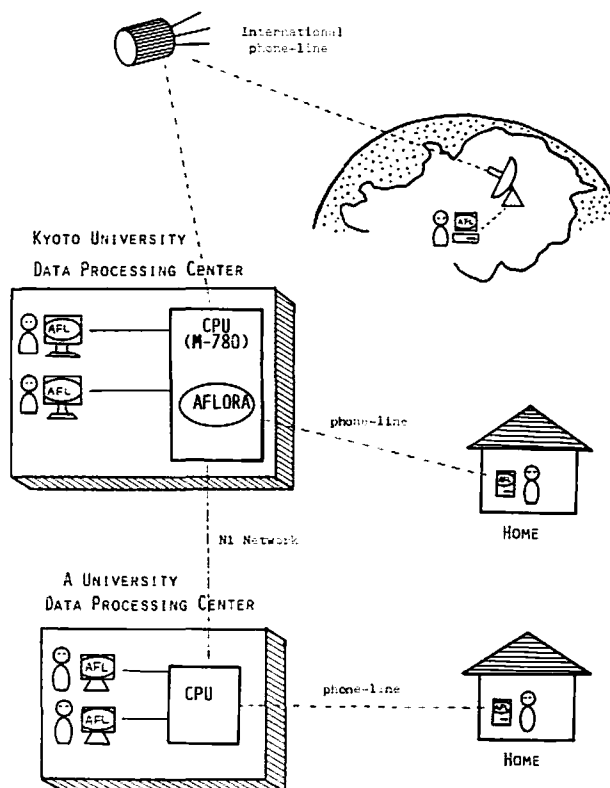 International
phone-line
AFL
KYOTO UNIVERSITY
DATA PROCESSING CENTER
AFL
AFL
CPU
(M-780)
AFLORA
phone-line
AFL
HOME
N1 Network
A UNIVERSITY
DATA PROCESSING CENTER
AFL
AFL
CPU
phone-line
HOME